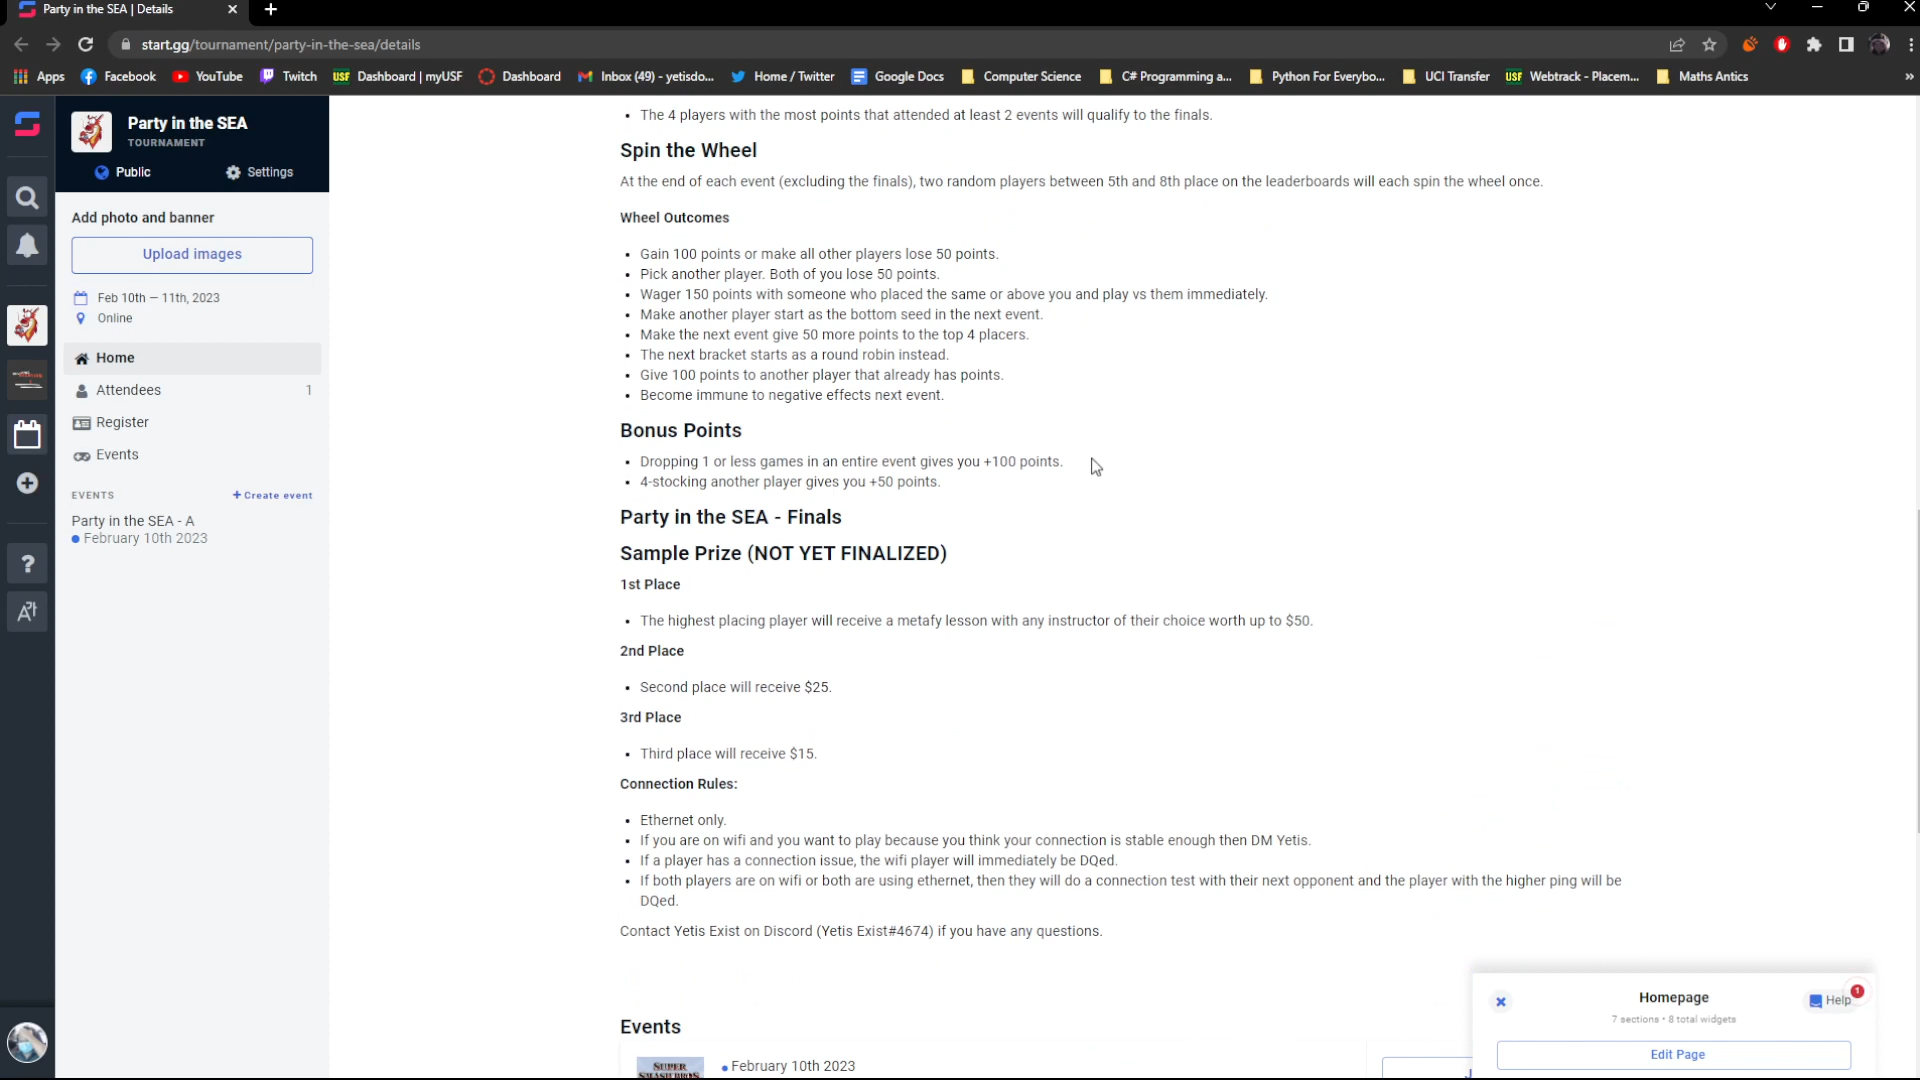 Party in the SEA | Details
start.gg/tournament/party-in-the-sea/details
Apps Facebook YouTube Twitch USF Dashboard | myUSF Dashboard Inbox (49) - yetisdo... Home / Twitter Google Docs Computer Science C# Programming a... Python For Everybo... UCI Transfer USF Webtrack - Placem... Maths Antics »
Party in the SEA
TOURNAMENT
Public Settings
Add photo and banner
Upload images
Feb 10th — 11th, 2023
Online
Home
Attendees 1
Register
Events
EVENTS + Create event
Party in the SEA - A
February 10th 2023
• The 4 players with the most points that attended at least 2 events will qualify to the finals.
Spin the Wheel
At the end of each event (excluding the finals), two random players between 5th and 8th place on the leaderboards will each spin the wheel once.
Wheel Outcomes
• Gain 100 points or make all other players lose 50 points.
• Pick another player. Both of you lose 50 points.
• Wager 150 points with someone who placed the same or above you and play vs them immediately.
• Make another player start as the bottom seed in the next event.
• Make the next event give 50 more points to the top 4 placers.
• The next bracket starts as a round robin instead.
• Give 100 points to another player that already has points.
• Become immune to negative effects next event.
Bonus Points
• Dropping 1 or less games in an entire event gives you +100 points.
• 4-stocking another player gives you +50 points.
Party in the SEA - Finals
Sample Prize (NOT YET FINALIZED)
1st Place
• The highest placing player will receive a metafy lesson with any instructor of their choice worth up to $50.
2nd Place
• Second place will receive $25.
3rd Place
• Third place will receive $15.
Connection Rules:
• Ethernet only.
• If you are on wifi and you want to play because you think your connection is stable enough then DM Yetis.
• If a player has a connection issue, the wifi player will immediately be DQed.
• If both players are on wifi or both are using ethernet, then they will do a connection test with their next opponent and the player with the higher ping will be
DQed.
Contact Yetis Exist on Discord (Yetis Exist#4674) if you have any questions.
Events
SUPER
SMASH BROS
February 10th 2023
Homepage
7 sections • 8 total widgets
Help 1
Edit Page